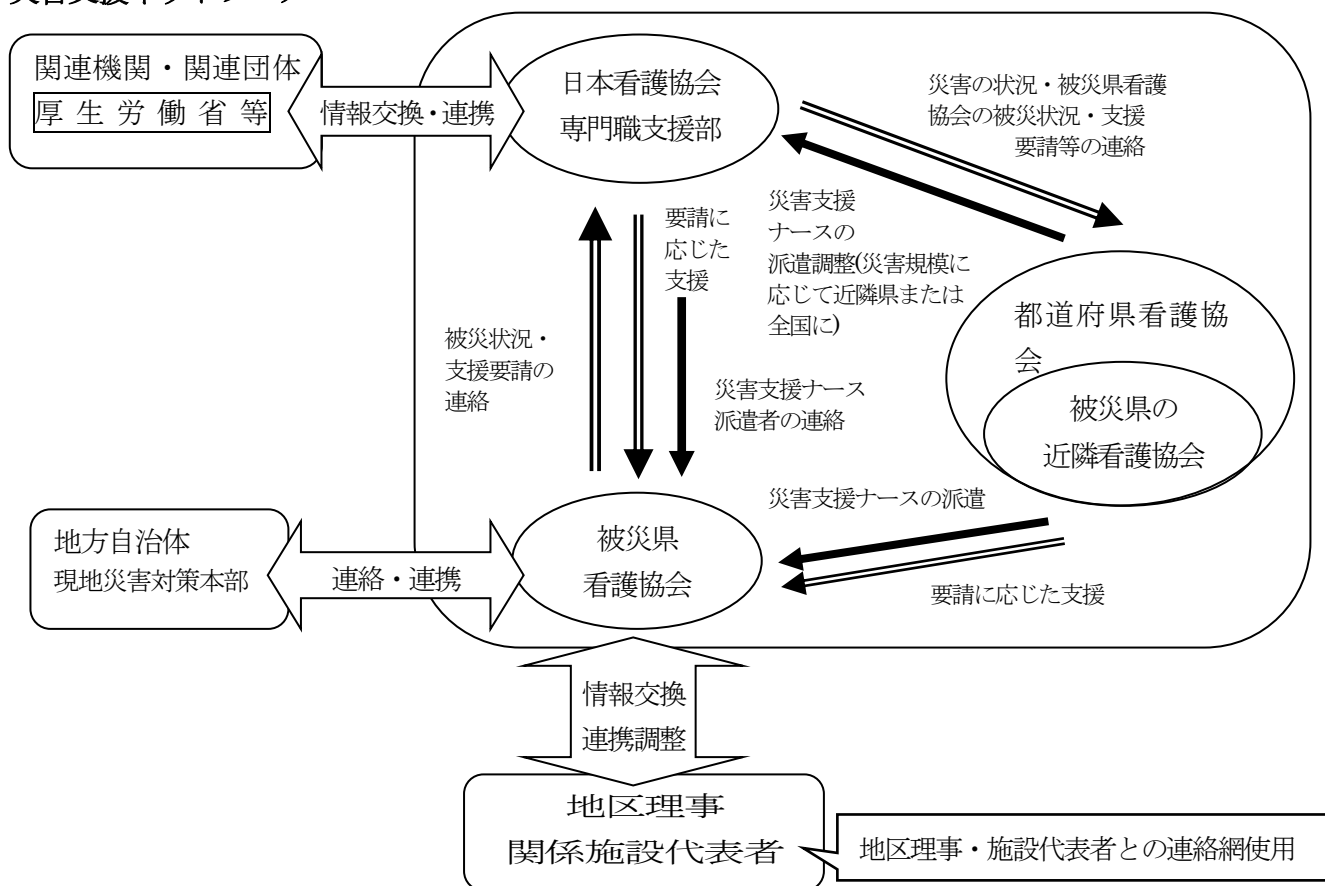 関連機関・関連団体
厚生労働省等
情報交換・連携
日本看護協会
専門職支援部
災害の状況・被災県看護
協会の被災状況・支援
要請等の連絡
要請に
応じた
支援
災害支援
ナースの
派遣調整(災害規模に
応じて近隣県または
全国に)
都道府県看護協
会
被災県の
近隣看護協会
被災状況・
支援要請の
連絡
災害支援ナース
派遣者の連絡
災害支援ナースの派遣
要請に応じた支援
地方自治体
現地災害対策本部
連絡・連携
被災県
看護協会
情報交換
連携調整
地区理事
関係施設代表者
地区理事・施設代表者との連絡網使用